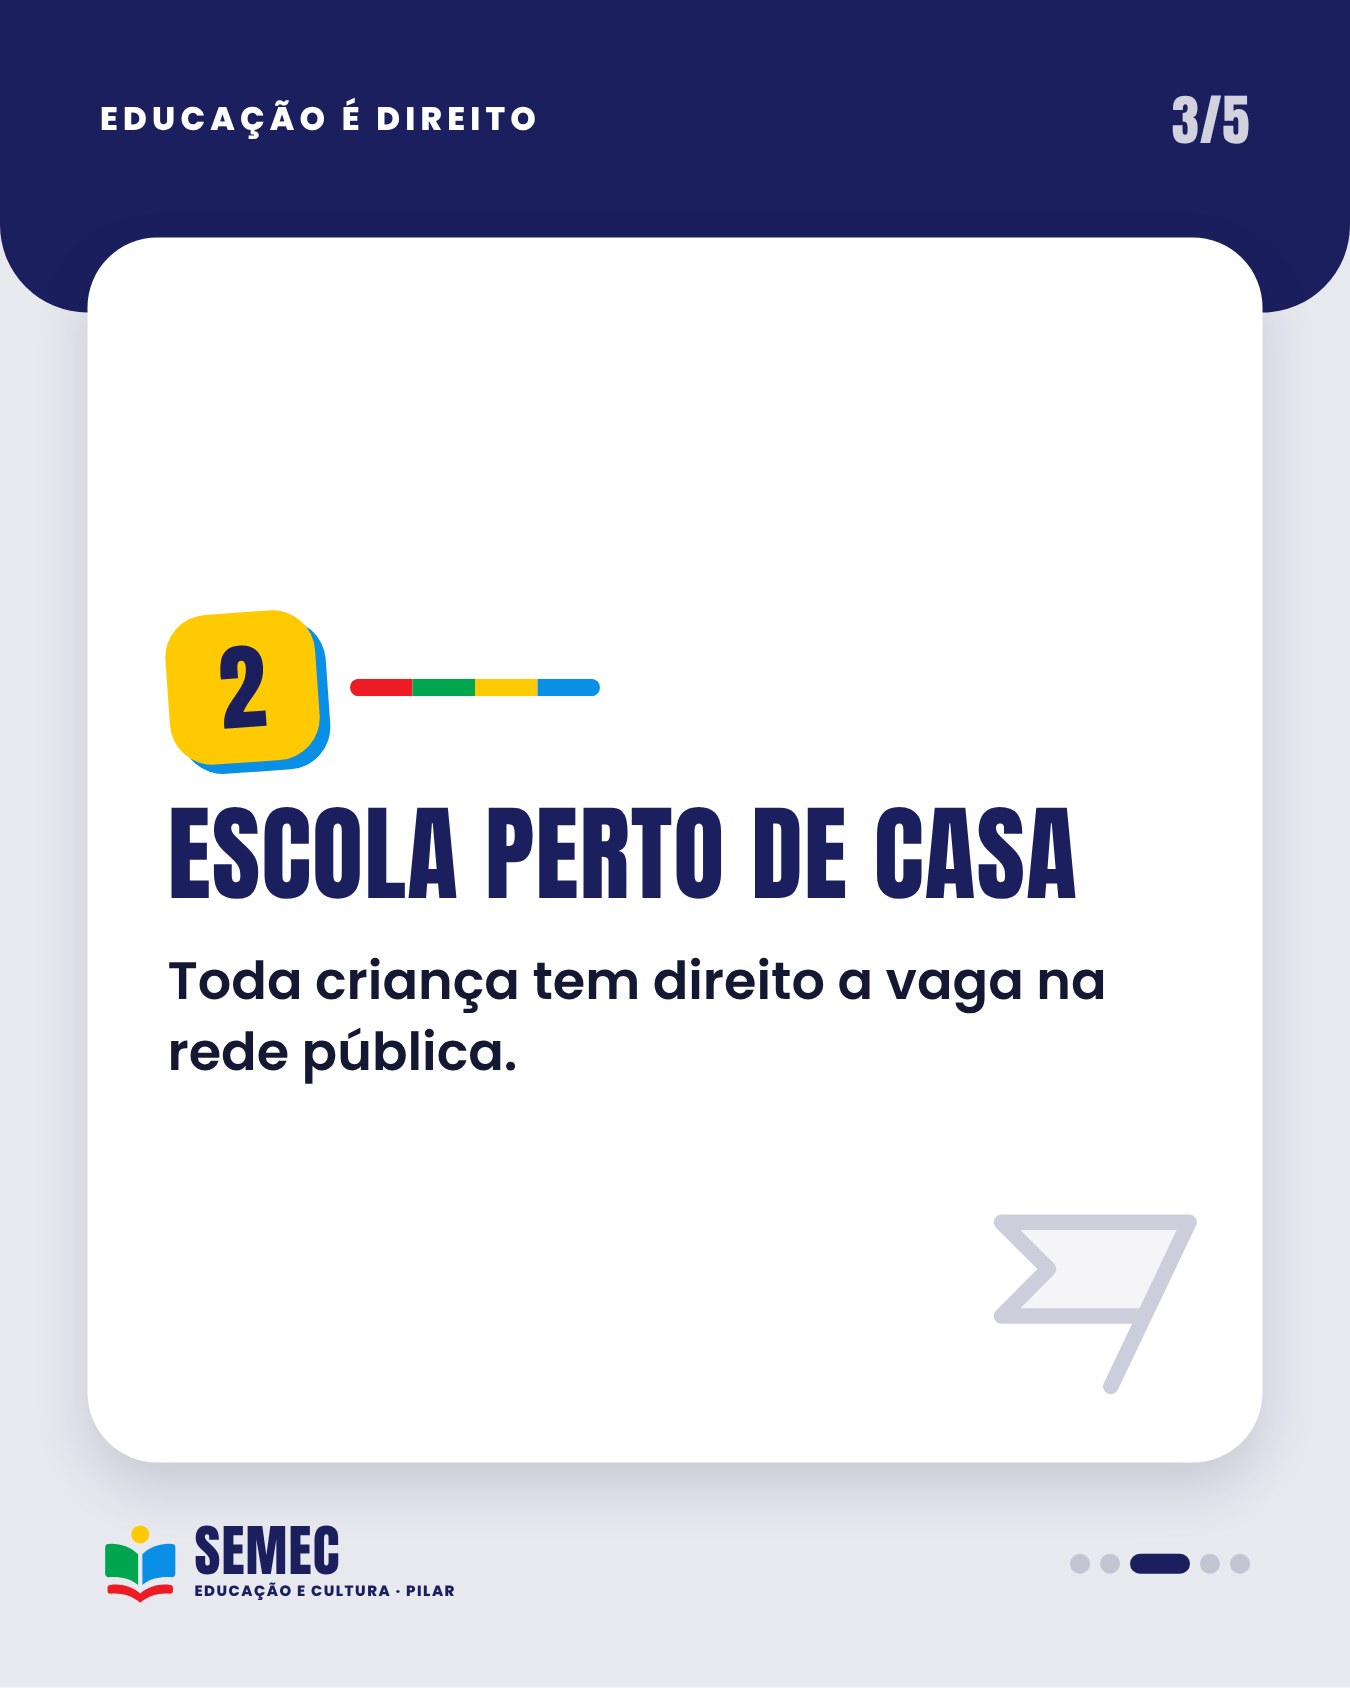 EDUCAÇÃO É DIREITO
3/5
2
ESCOLA PERTO DE CASA
Toda criança tem direito a vaga na
rede pública.
SEMEC
EDUCAÇÃO E CULTURA · PILAR